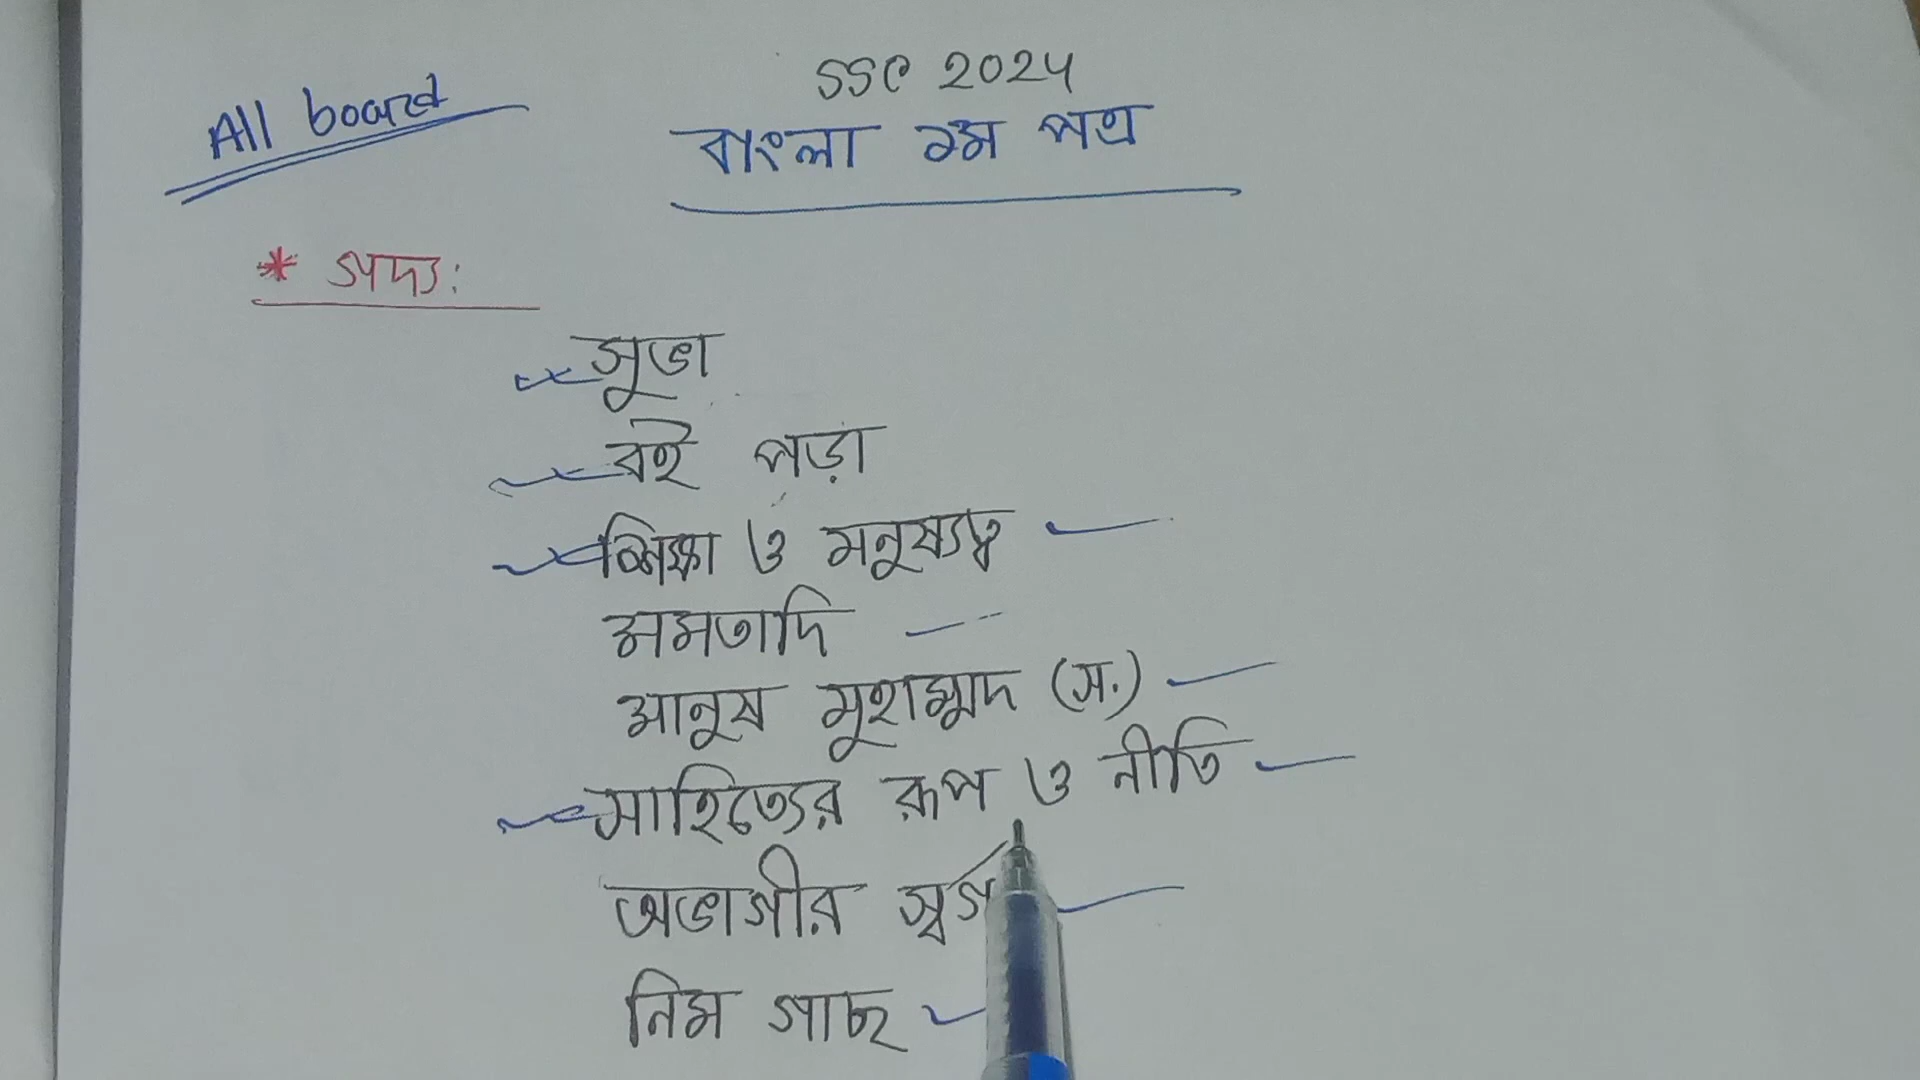 All board
SSC 2024
বাংলা ১ম পত্র
* গদ্য:
সুভা
বই পড়া
শিক্ষা ও মনুষ্যত্ব
মমতাদি
মানুষ মুহাম্মদ (স.)
সাহিত্যের রূপ ও নীতি
অভাগীর স্বর্গ
নিম গাছ